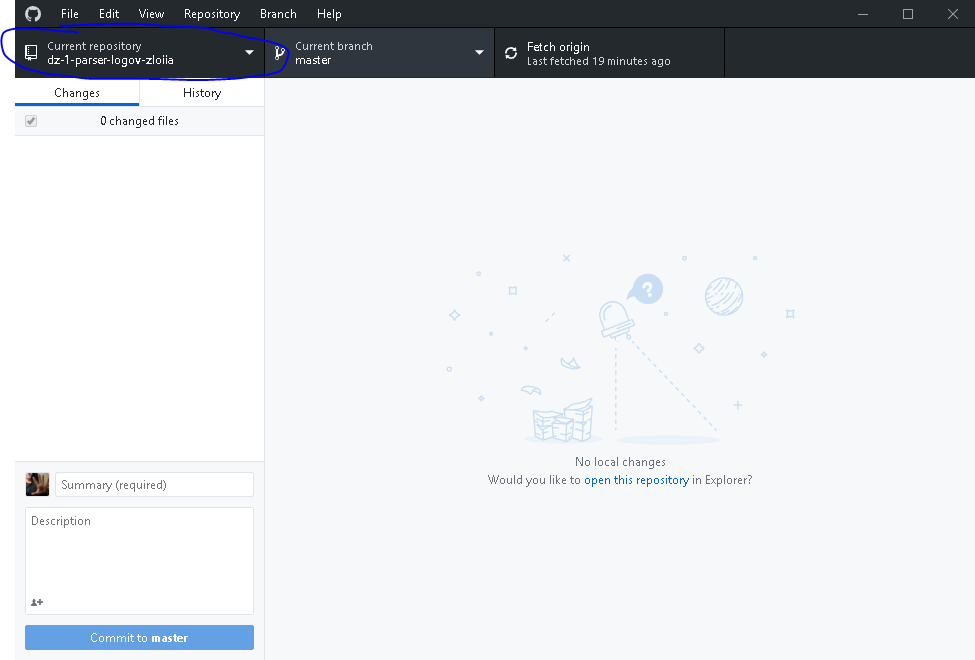 File Edit View Repository Branch Help
Current repository
dz-1-parser-logov-zloiia
Current branch
master
Fetch origin
Last fetched 19 minutes ago
Changes
History
0 changed files
?
No local changes
Would you like to open this repository in Explorer?
Summary (required)
Description
Commit to master